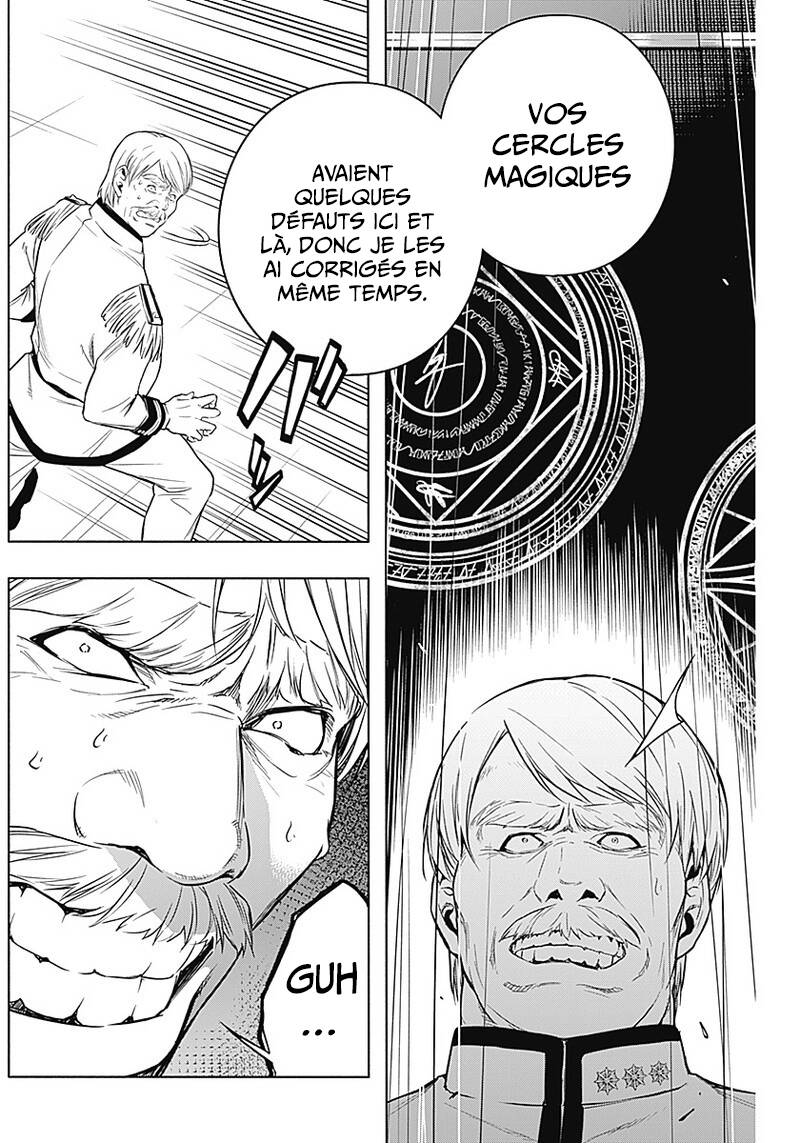 VOS
CERCLES
MAGIQUES
AVAIENT
QUELQUES
DÉFAUTS ICI ET
LÀ, DONC JE LES
AI CORRIGÉS EN
MÊME TEMPS.
GUH
...